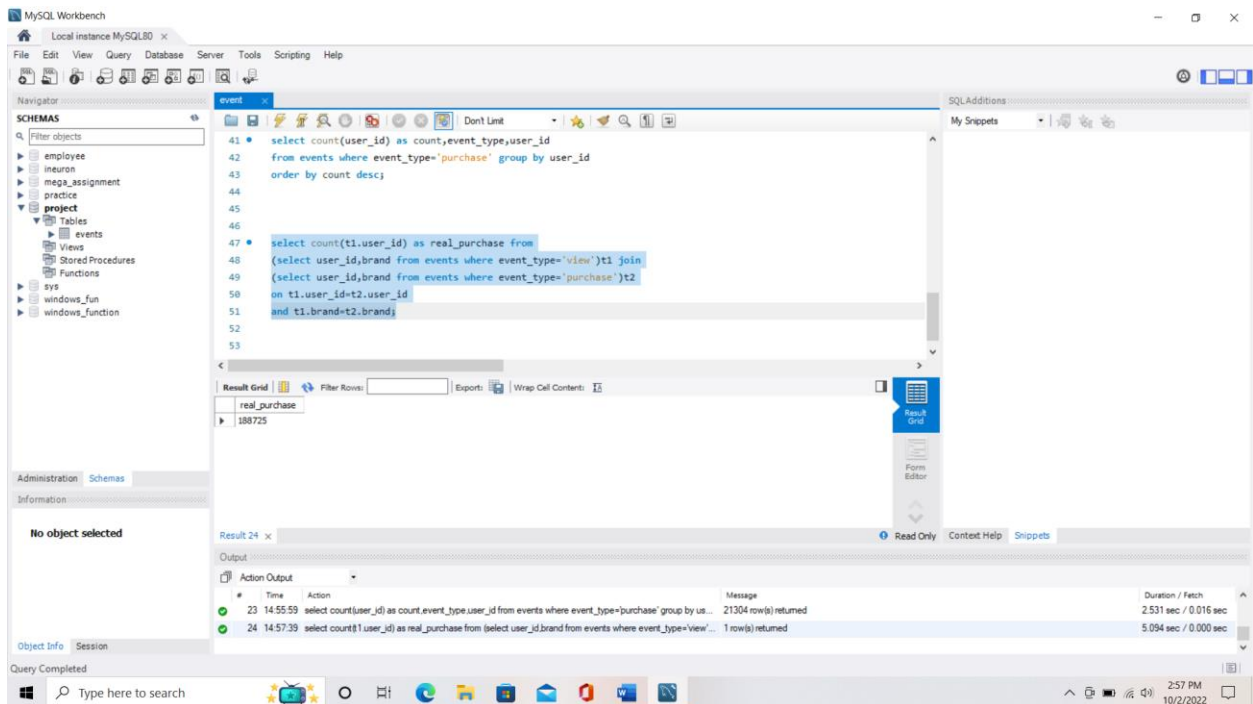 MySQL Workbench
Local instance MySQL80
File Edit View Query Database Server Tools Scripting Help
Navigator
SCHEMAS
Filter objects
employee
ineuron
mega_assignment
practice
project
Tables
events
Views
Stored Procedures
Functions
sys
windows_fun
windows_function
Administration Schemas
Information
No object selected
Object Info Session
event
Don't Limit
41 select count(user_id) as count,event_type,user_id
42 from events where event_type='purchase' group by user_id
43 order by count desc;
44
45
46
47 select count(t1.user_id) as real_purchase from
48 (select user_id,brand from events where event_type='view')t1 join
49 (select user_id,brand from events where event_type='purchase')t2
50 on t1.user_id=t2.user_id
51 and t1.brand=t2.brand;
52
53
Result Grid Filter Rows: Export: Wrap Cell Content:
real_purchase
188725
Result Grid
Form Editor
Result 24
Read Only
SQLAdditions
My Snippets
Context Help Snippets
Output
Action Output
# Time Action Message Duration / Fetch
23 14:55:59 select count(user_id) as count,event_type,user_id from events where event_type='purchase' group by us... 21304 row(s) returned 2.531 sec / 0.016 sec
24 14:57:39 select count(t1.user_id) as real_purchase from (select user_id,brand from events where event_type='view'... 1 row(s) returned 5.094 sec / 0.000 sec
Query Completed
Type here to search
2:57 PM
10/2/2022